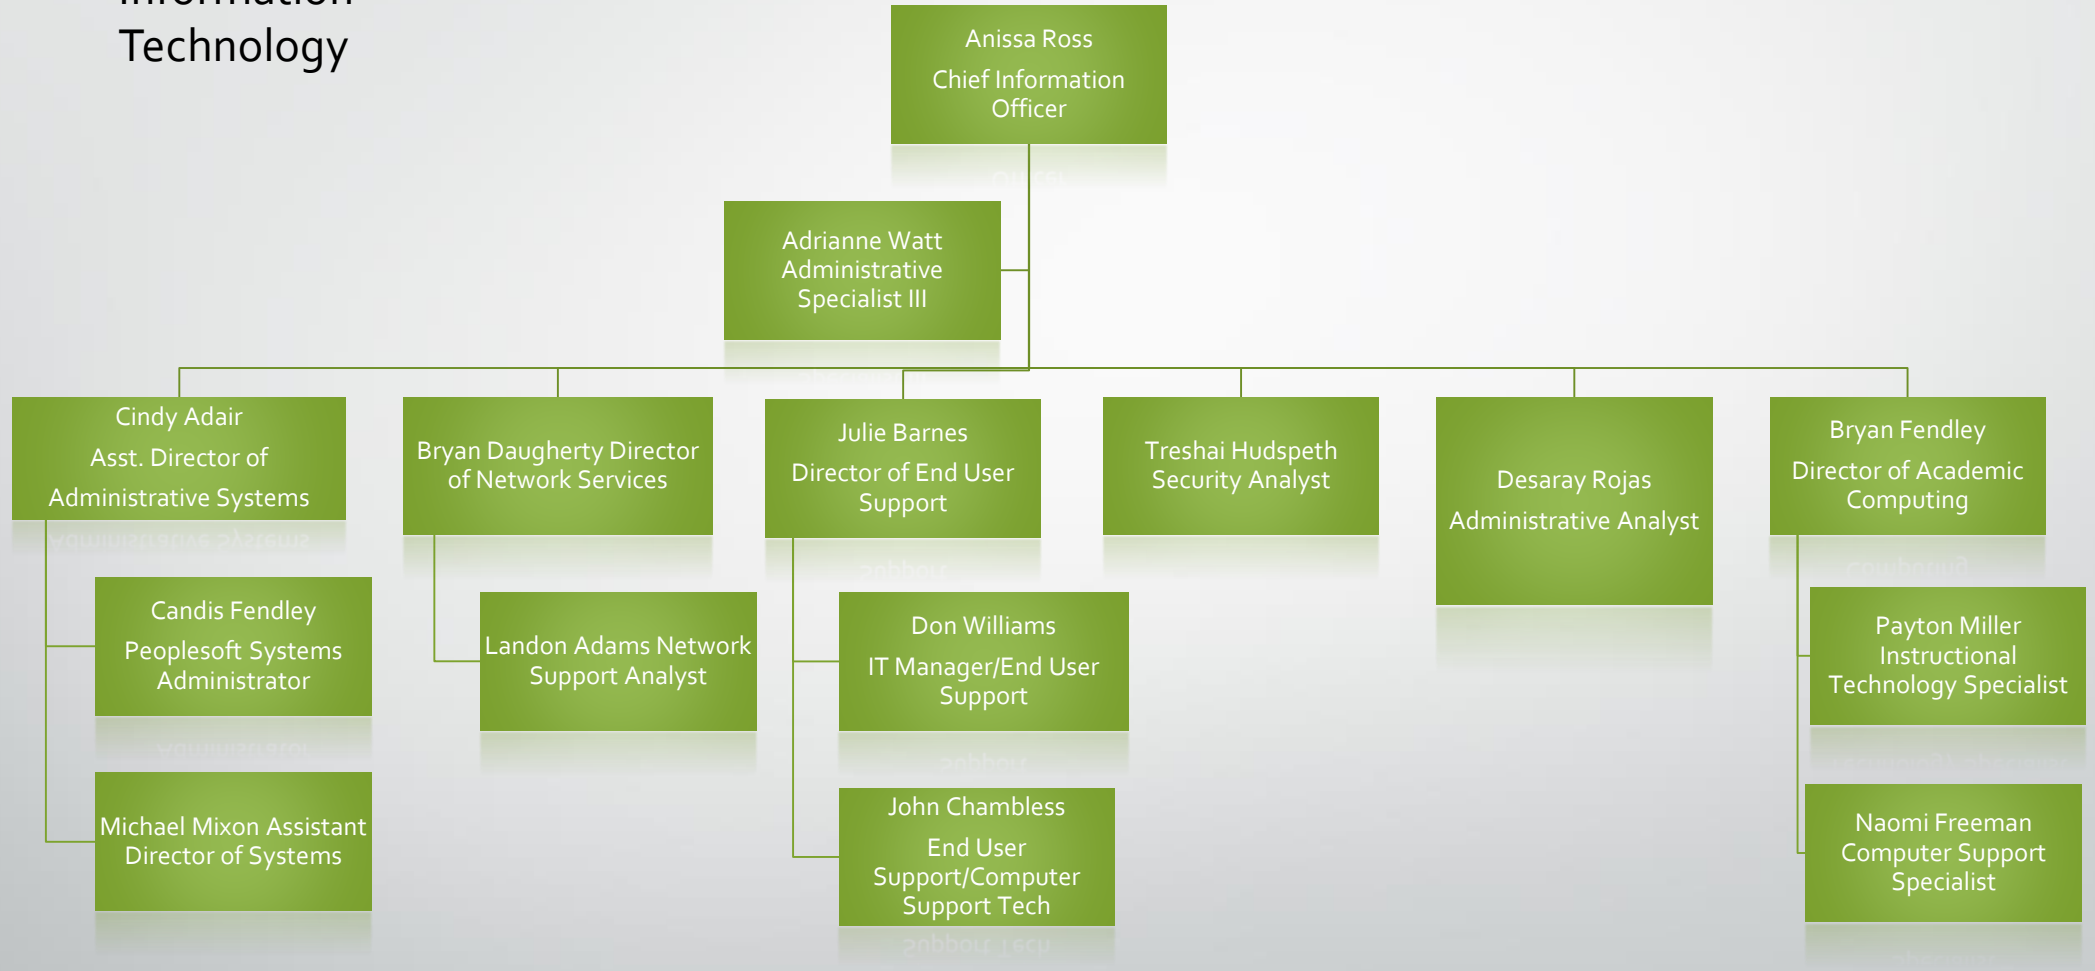 Information
Technology
Anissa Ross
Chief Information
Officer
Adrianne Watt
Administrative
Specialist III
Cindy Adair
Asst. Director of
Administrative Systems
Candis Fendley
Peoplesoft Systems
Administrator
Michael Mixon Assistant
Director of Systems
Bryan Daugherty Director
of Network Services
Landon Adams Network
Support Analyst
Julie Barnes
Director of End User
Support
Don Williams
IT Manager/End User
Support
John Chambless
End User
Support/Computer
Support Tech
Treshai Hudspeth
Security Analyst
Desaray Rojas
Administrative Analyst
Bryan Fendley
Director of Academic
Computing
Payton Miller
Instructional
Technology Specialist
Naomi Freeman
Computer Support
Specialist